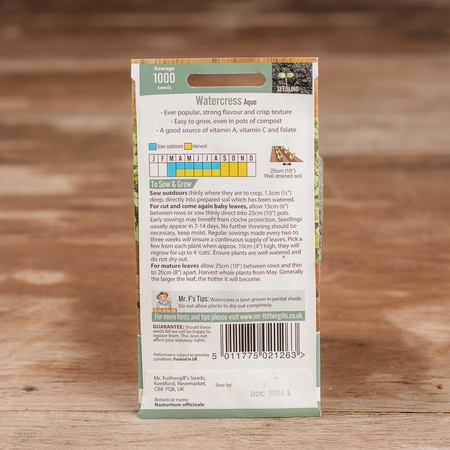 Average
1000
seeds
SEEDLING
Watercress Aqua
- Ever popular, strong flavour and crisp texture
- Easy to grow, even in pots of compost
- A good source of vitamin A, vitamin C and folate
Sow outdoors Harvest
J F M A M J J A S O N D
25cm (10")
Well drained soil
To Sow & Grow
Sow outdoors thinly where they are to crop, 1.5cm (½")
deep, directly into prepared soil which has been watered.
For cut and come again baby leaves, allow 15cm (6")
between rows or sow thinly direct into 25cm (10") pots.
Early sowings may benefit from cloche protection. Seedlings
usually appear in 7-14 days. No further thinning should be
necessary, keep moist. Regular sowings made every two to
three weeks will ensure a continuous supply of leaves. Pick a
few from each plant when approx. 10cm (4") high, they will
regrow for up to 4 'cuts'. Ensure plants are well watered and
do not dry out.
For mature leaves allow 25cm (10") between rows and thin
to 20cm (8") apart. Harvest whole plants from May. Generally
the larger the leaf, the hotter it will become.
Mr. F's Tips: Watercress is best grown in partial shade.
Do not allow plants to dry out completely.
For more hints and tips please visit www.mr-fothergills.co.uk
GUARANTEE: Should these
seeds fail we will be happy to
replace them. This does not
affect your statutory rights.
Performance subject to growing
conditions. Packed in UK
5 011775 021263 >
Mr. Fothergill's Seeds,
Kentford, Newmarket,
CB8 7QB, UK
Sow by
DEC 2026 L
Botanical name
Nasturtium officinale